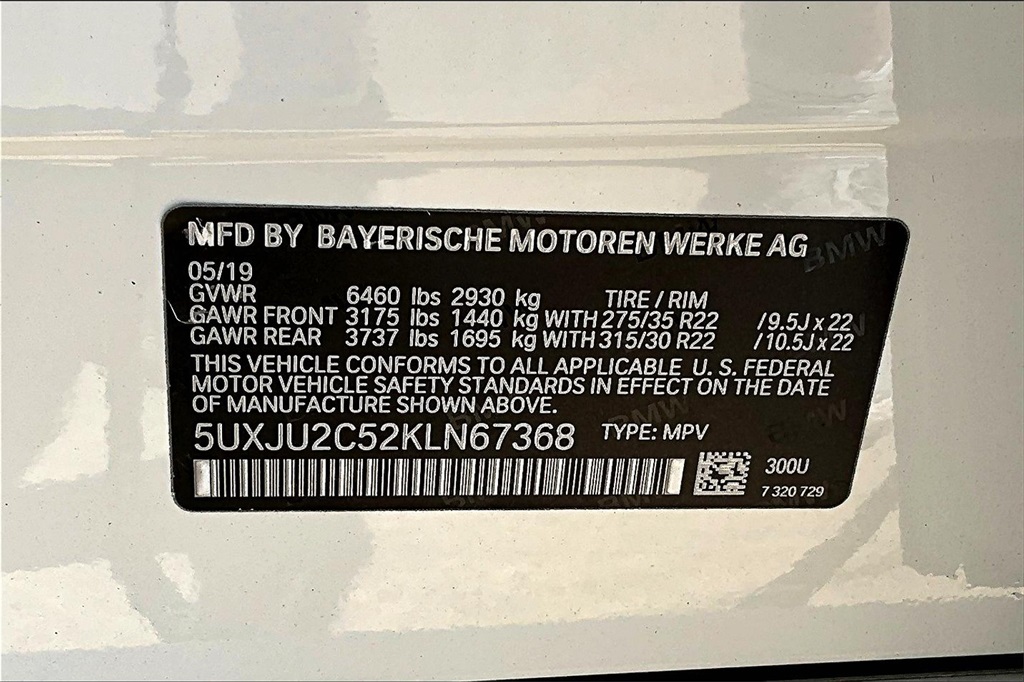 MFD BY BAYERISCHE MOTOREN WERKE AG
05/19
GVWR 6460 lbs 2930 kg TIRE / RIM
GAWR FRONT 3175 lbs 1440 kg WITH 275/35 R22 /9.5J x 22
GAWR REAR 3737 lbs 1695 kg WITH 315/30 R22 /10.5J x 22
THIS VEHICLE CONFORMS TO ALL APPLICABLE U. S. FEDERAL
MOTOR VEHICLE SAFETY STANDARDS IN EFFECT ON THE DATE
OF MANUFACTURE SHOWN ABOVE.
5UXJU2C52KLN67368 TYPE: MPV
300U
7 320 729
BMW
BMW
BMW